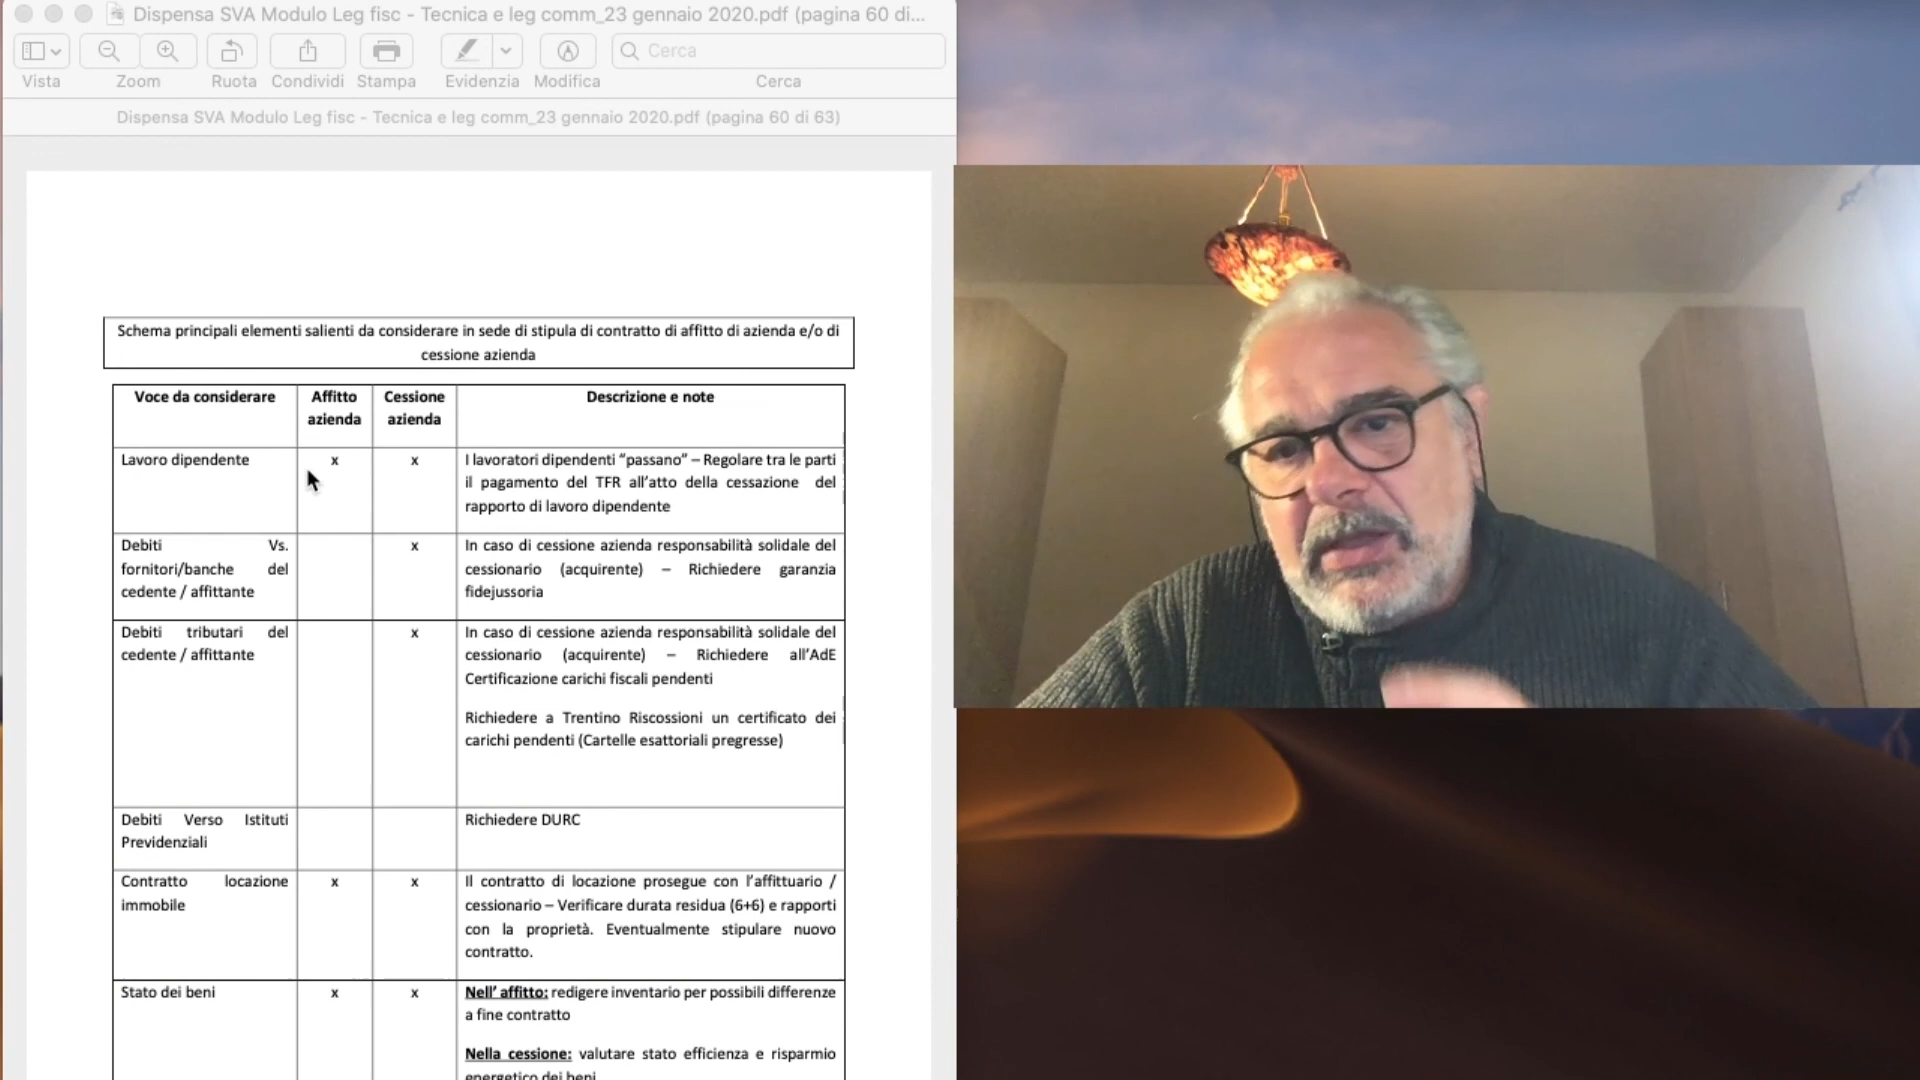 Dispensa SVA Modulo Leg fisc - Tecnica e leg comm_23 gennaio 2020.pdf (pagina 60 di...
Cerca
Vista
Zoom
Ruota
Condividi
Stampa
Evidenzia
Modifica
Cerca
Dispensa SVA Modulo Leg fisc - Tecnica e leg comm_23 gennaio 2020.pdf (pagina 60 di 63)
Schema principali elementi salienti da considerare in sede di stipula di contratto di affitto di azienda e/o di
cessione azienda
Voce da considerare
Affitto
azienda
Cessione
azienda
Descrizione e note
Lavoro dipendente
x
x
I lavoratori dipendenti “passano” – Regolare tra le parti
il pagamento del TFR all’atto della cessazione del
rapporto di lavoro dipendente
Debiti Vs.
fornitori/banche del
cedente / affittante
x
In caso di cessione azienda responsabilità solidale del
cessionario (acquirente) – Richiedere garanzia
fidejussoria
Debiti tributari del
cedente / affittante
x
In caso di cessione azienda responsabilità solidale del
cessionario (acquirente) – Richiedere all’AdE
Certificazione carichi fiscali pendenti
Richiedere a Trentino Riscossioni un certificato dei
carichi pendenti (Cartelle esattoriali pregresse)
Debiti Verso Istituti
Previdenziali
Richiedere DURC
Contratto locazione
immobile
x
x
Il contratto di locazione prosegue con l’affittuario /
cessionario – Verificare durata residua (6+6) e rapporti
con la proprietà. Eventualmente stipulare nuovo
contratto.
Stato dei beni
x
x
Nell’ affitto: redigere inventario per possibili differenze
a fine contratto
Nella cessione: valutare stato efficienza e risparmio
energetico dei beni